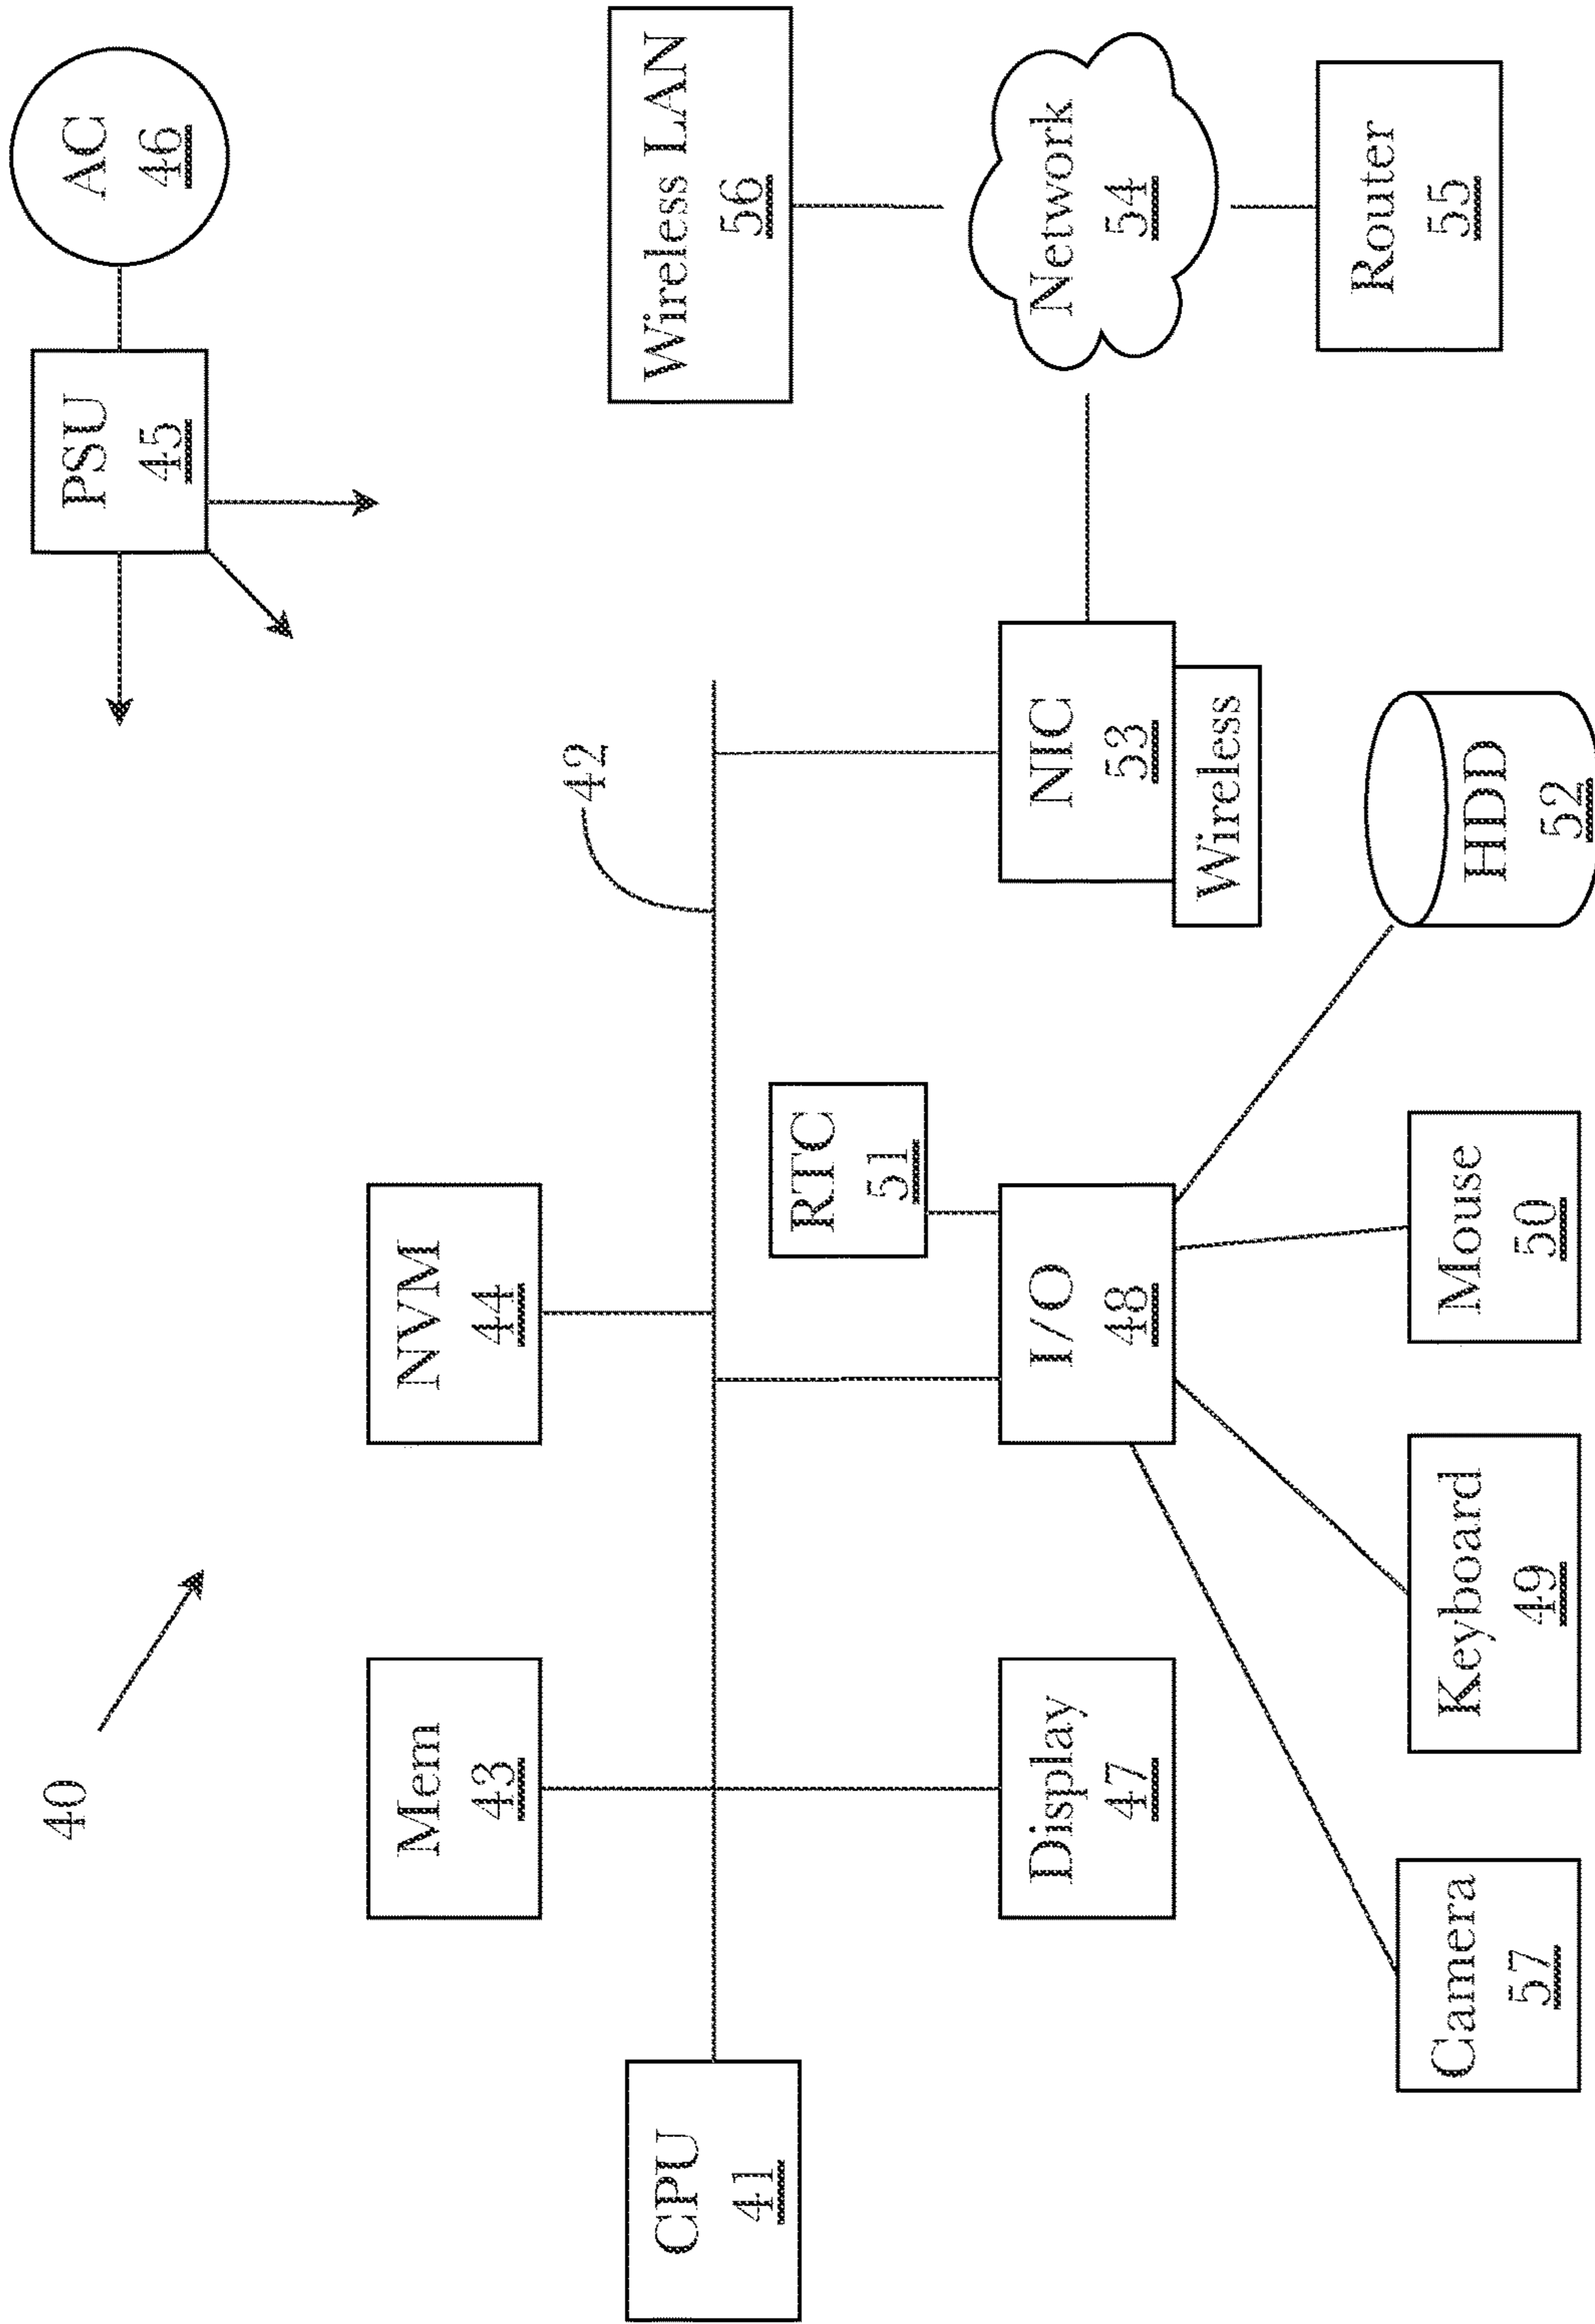 40
AC
46
PSU
45
Mem
43
NVM
44
42
CPU
41
Wireless LAN
56
RTC
51
Display
47
I/O
48
NIC
53
Wireless
Network
54
Camera
57
Keyboard
49
Mouse
50
HDD
52
Router
55